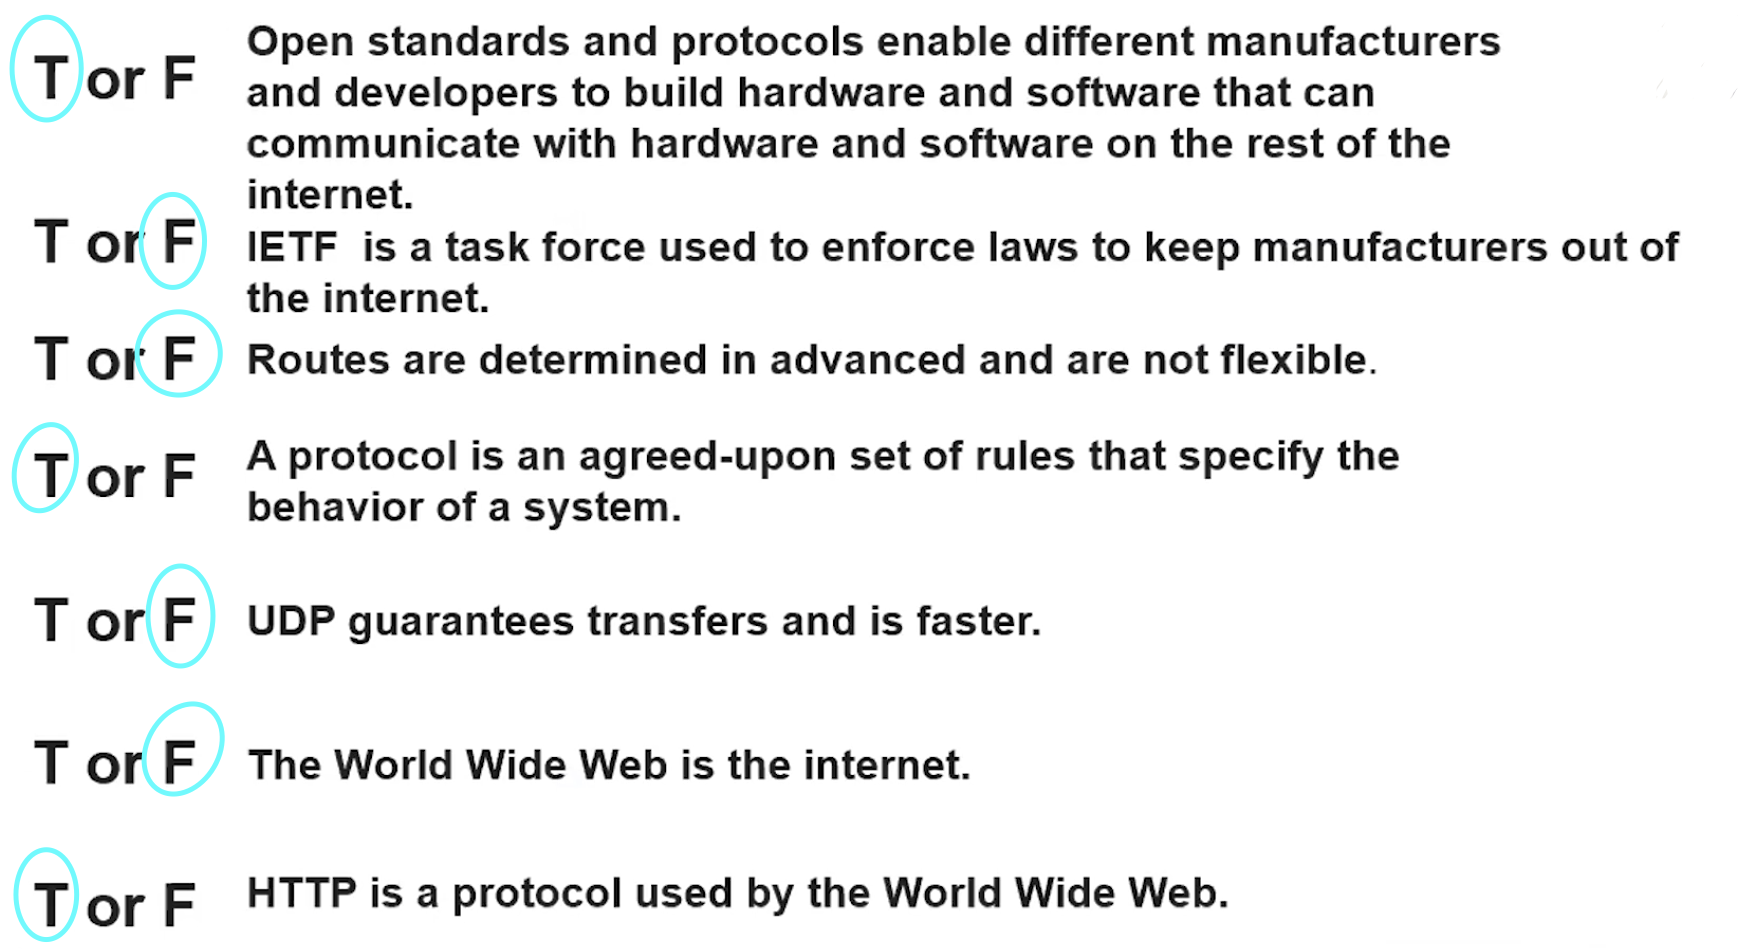 T or F Open standards and protocols enable different manufacturers
and developers to build hardware and software that can
communicate with hardware and software on the rest of the
internet.
T or F IETF is a task force used to enforce laws to keep manufacturers out of
the internet.
T or F Routes are determined in advanced and are not flexible.
T or F A protocol is an agreed-upon set of rules that specify the
behavior of a system.
T or F UDP guarantees transfers and is faster.
T or F The World Wide Web is the internet.
T or F HTTP is a protocol used by the World Wide Web.